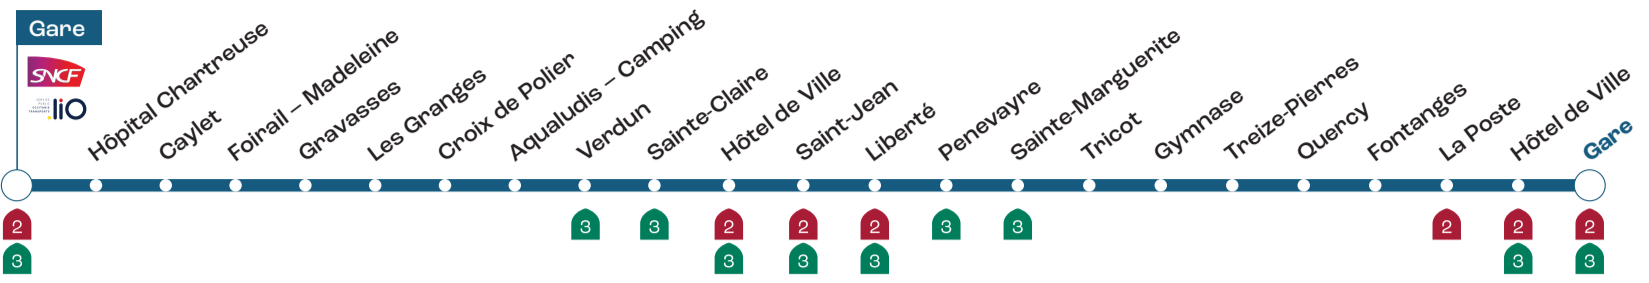 Gare
SNCF
liO
Hôpital Chartreuse
Caylet
Foirail – Madeleine
Gravasses
Les Granges
Croix de Polier
Aqualudis – Camping
Verdun
Sainte-Claire
Hôtel de Ville
Saint-Jean
Liberté
Penevayre
Sainte-Marguerite
Tricot
Gymnase
Treize-Pierres
Quercy
Fontanges
La Poste
Hôtel de Ville
Gare
2
3
3
2
2
2
3
3
2
2
2
3
3
3
3
3
3